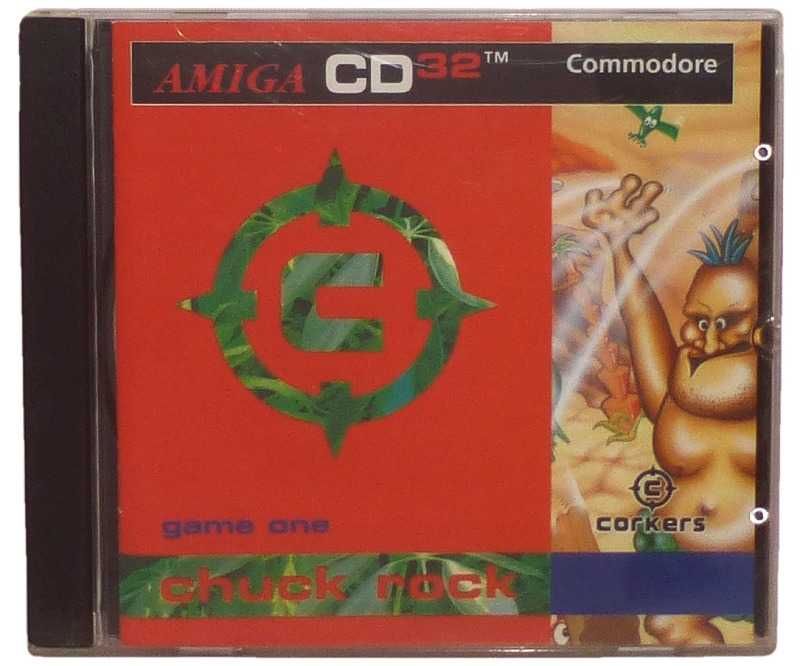 AMIGA CD32™ Commodore
C
game one
chuck rock
C
corkers